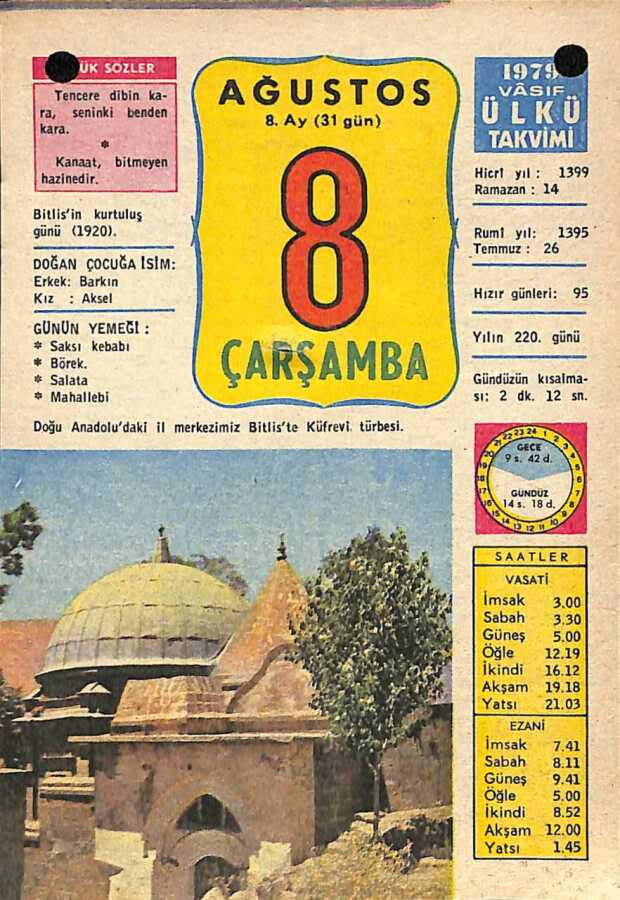 ÜK SÖZLER
Tencere dibin ka-
ra, seninki benden
kara.
*
Kanaat, bitmeyen
hazinedir.
Bitlis'in kurtuluş
günü (1920).
DOĞAN ÇOCUĞA İSİM:
Erkek: Barkın
Kız : Aksel
GÜNÜN YEMEĞİ :
* Saksı kebabı
* Börek.
* Salata
* Mahallebi
AĞUSTOS
8. Ay (31 gün)
8
ÇARŞAMBA
1979
VÂSIF
ÜLKÜ
TAKVİMİ
Hicrî yıl : 1399
Ramazan : 14
Rumî yıl: 1395
Temmuz : 26
Hızır günleri: 95
Yılın 220. günü
Gündüzün kısalma-
sı: 2 dk. 12 sn.
Doğu Anadolu'daki il merkezimiz Bitlis'te Küfrevi türbesi.
GECE
9 s. 42 d.
GÜNDÜZ
14 s. 18 d.
SAATLER
VASATİ
İmsak 3.00
Sabah 3.30
Güneş 5.00
Öğle 12.19
İkindi 16.12
Akşam 19.18
Yatsı 21.03
EZANİ
İmsak 7.41
Sabah 8.11
Güneş 9.41
Öğle 5.00
İkindi 8.52
Akşam 12.00
Yatsı 1.45